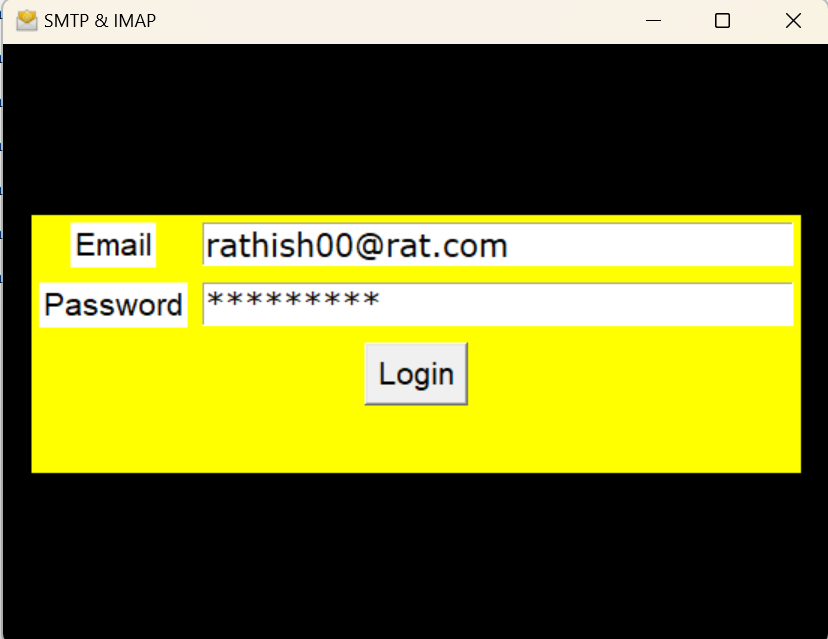 SMTP & IMAP
Email rathish00@rat.com
Password *********
Login